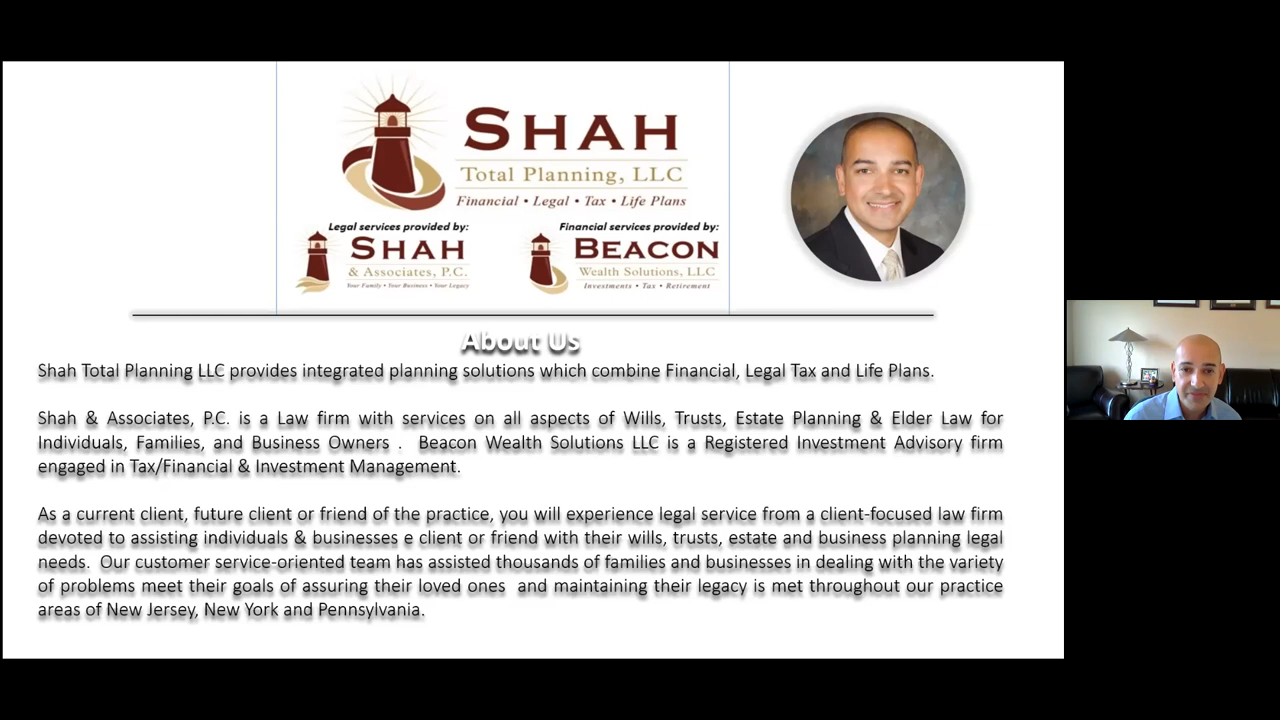 SHAH
Total Planning, LLC
Financial • Legal • Tax • Life Plans
Legal services provided by:
SHAH
& Associates, P.C.
Your Family • Your Business • Your Legacy
Financial services provided by:
BEACON
Wealth Solutions, LLC
Investments • Tax • Retirement
About Us
Shah Total Planning LLC provides integrated planning solutions which combine Financial, Legal Tax and Life Plans.
Shah & Associates, P.C. is a Law firm with services on all aspects of Wills, Trusts, Estate Planning & Elder Law for
Individuals, Families, and Business Owners .  Beacon Wealth Solutions LLC is a Registered Investment Advisory firm
engaged in Tax/Financial & Investment Management.
As a current client, future client or friend of the practice, you will experience legal service from a client-focused law firm
devoted to assisting individuals & businesses e client or friend with their wills, trusts, estate and business planning legal
needs.  Our customer service-oriented team has assisted thousands of families and businesses in dealing with the variety
of problems meet their goals of assuring their loved ones  and maintaining their legacy is met throughout our practice
areas of New Jersey, New York and Pennsylvania.